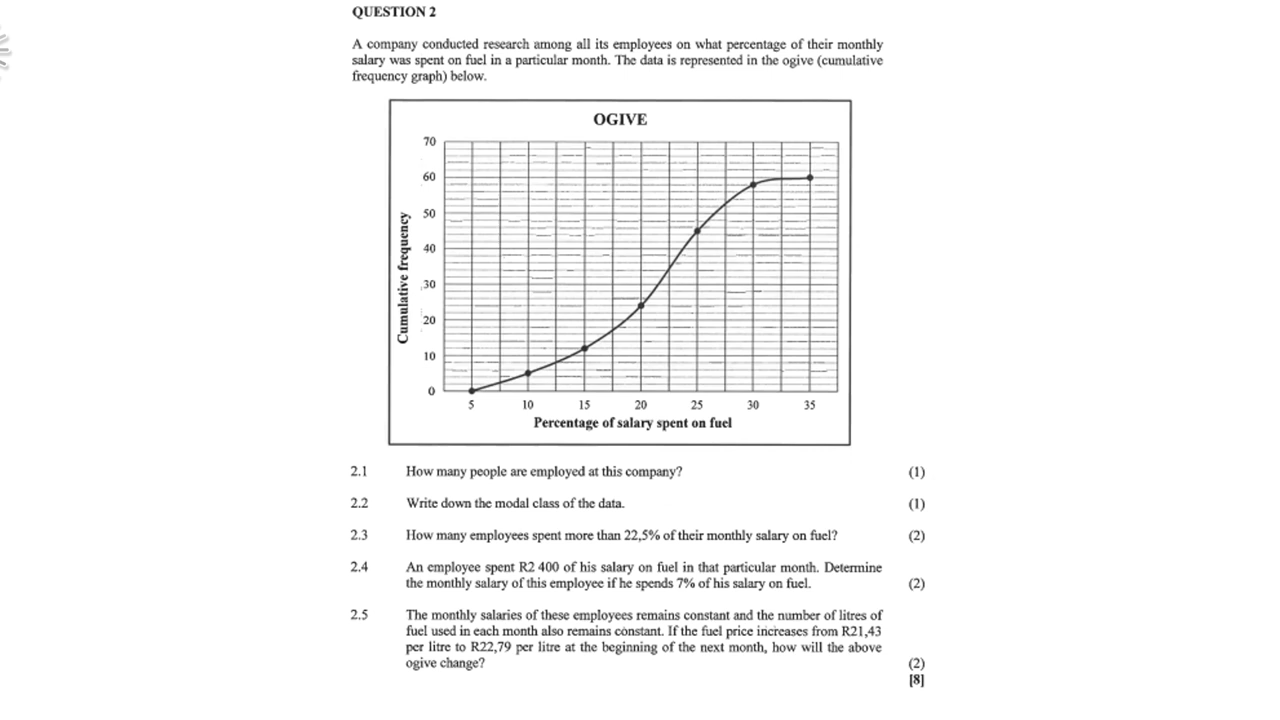 QUESTION 2
A company conducted research among all its employees on what percentage of their monthly
salary was spent on fuel in a particular month. The data is represented in the ogive (cumulative
frequency graph) below.
OGIVE
Cumulative frequency
70
60
50
40
30
20
10
0
5 10 15 20 25 30 35
Percentage of salary spent on fuel
2.1 How many people are employed at this company? (1)
2.2 Write down the modal class of the data. (1)
2.3 How many employees spent more than 22,5% of their monthly salary on fuel? (2)
2.4 An employee spent R2 400 of his salary on fuel in that particular month. Determine
the monthly salary of this employee if he spends 7% of his salary on fuel. (2)
2.5 The monthly salaries of these employees remains constant and the number of litres of
fuel used in each month also remains constant. If the fuel price increases from R21,43
per litre to R22,79 per litre at the beginning of the next month, how will the above
ogive change? (2)
[8]